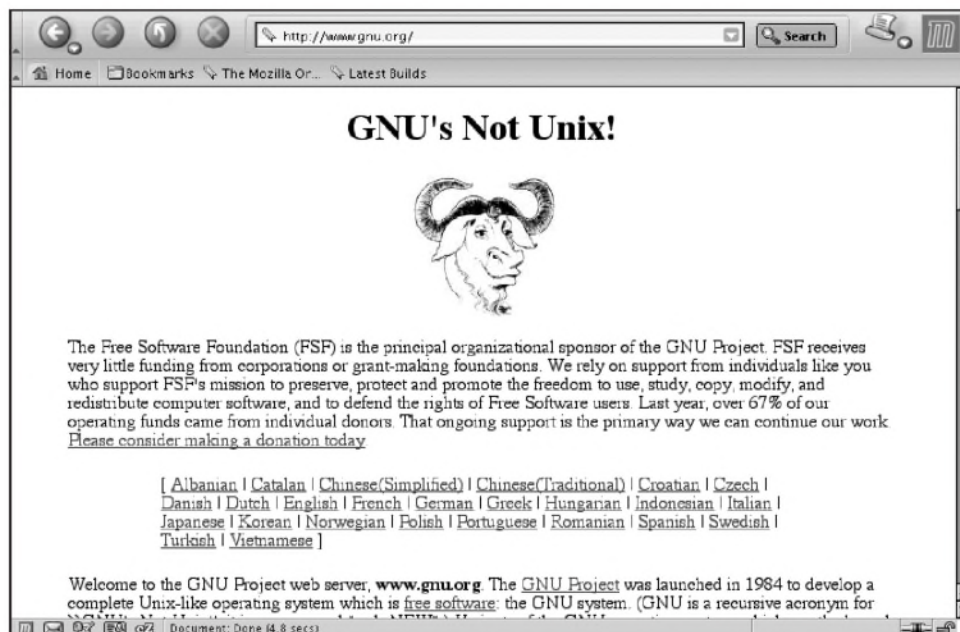 http://www.gnu.org/ Search
Home Bookmarks The Mozilla Or... Latest Builds
GNU's Not Unix!
The Free Software Foundation (FSF) is the principal organizational sponsor of the GNU Project. FSF receives
very little funding from corporations or grant-making foundations. We rely on support from individuals like you
who support FSF's mission to preserve, protect and promote the freedom to use, study, copy, modify, and
redistribute computer software, and to defend the rights of Free Software users. Last year, over 67% of our
operating funds came from individual donors. That ongoing support is the primary way we can continue our work.
Please consider making a donation today
[ Albanian | Catalan | Chinese(Simplified) | Chinese(Traditional) | Croatian | Czech |
Danish | Dutch | English | French | German | Greek | Hungarian | Indonesian | Italian |
Japanese | Korean | Norwegian | Polish | Portuguese | Romanian | Spanish | Swedish |
Turkish | Vietnamese ]
Welcome to the GNU Project web server, www.gnu.org. The GNU Project was launched in 1984 to develop a
complete Unix-like operating system which is free software: the GNU system. (GNU is a recursive acronym for
Document: Done (4.8 secs)